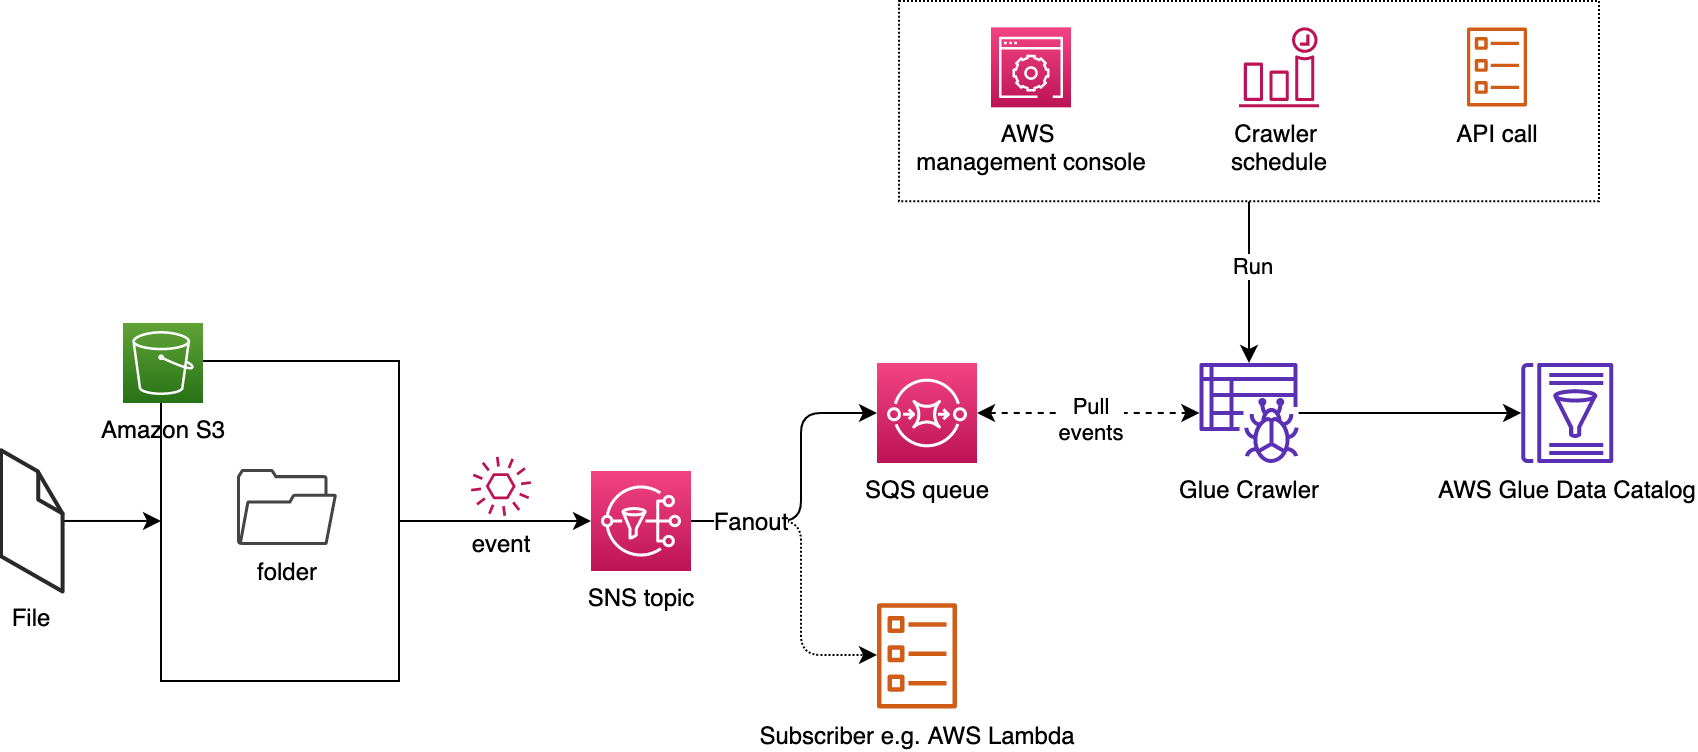 AWS
management console
Crawler
schedule
API call
Run
Amazon S3
folder
File
event
SNS topic
Fanout
SQS queue
Pull
events
Glue Crawler
AWS Glue Data Catalog
Subscriber e.g. AWS Lambda